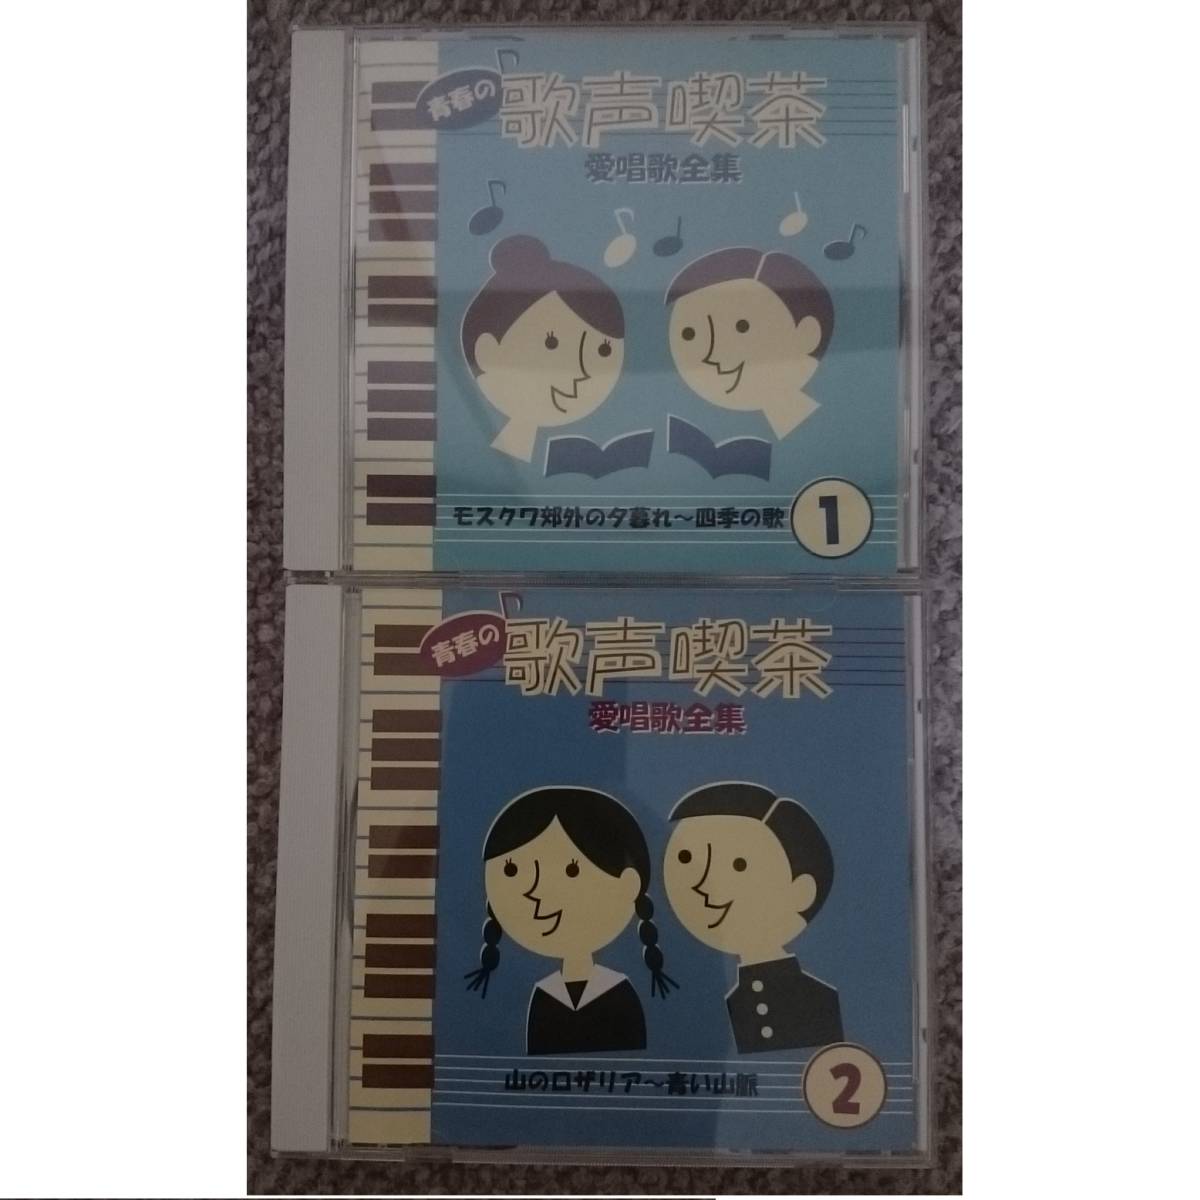 青春の
歌声喫茶
愛唱歌全集
モスクワ郊外の夕暮れ～四季の歌
1
青春の
歌声喫茶
愛唱歌全集
山のロザリア～青い山脈
2